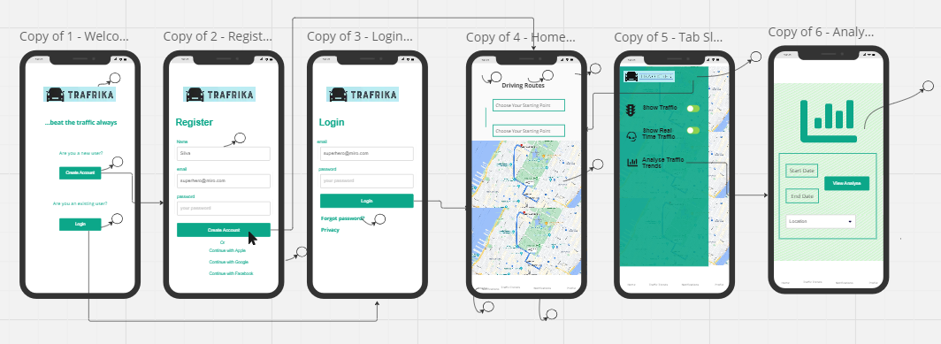 Copy of 1 - Welco...
TRAFRIKA
...beat the traffic always
Are you a new user?
Create Account
Are you an existing user?
Login
Copy of 2 - Regist...
TRAFRIKA
Register
Name
Silva
email
superhero@miro.com
password
your password
Create Account
Or
Continue with Apple
Continue with Google
Continue with Facebook
Copy of 3 - Login...
TRAFRIKA
Login
email
superhero@miro.com
password
your password
Login
Forgot password?
Privacy
Copy of 4 - Home...
Driving Routes
Choose Your Starting Point
Choose Your Starting Point
Copy of 5 - Tab Sl...
Show Traffic
Show Real
Time Traffic
Analyse Traffic
Trends
Copy of 6 - Analy...
Start Date
End Date
View Analysis
Location